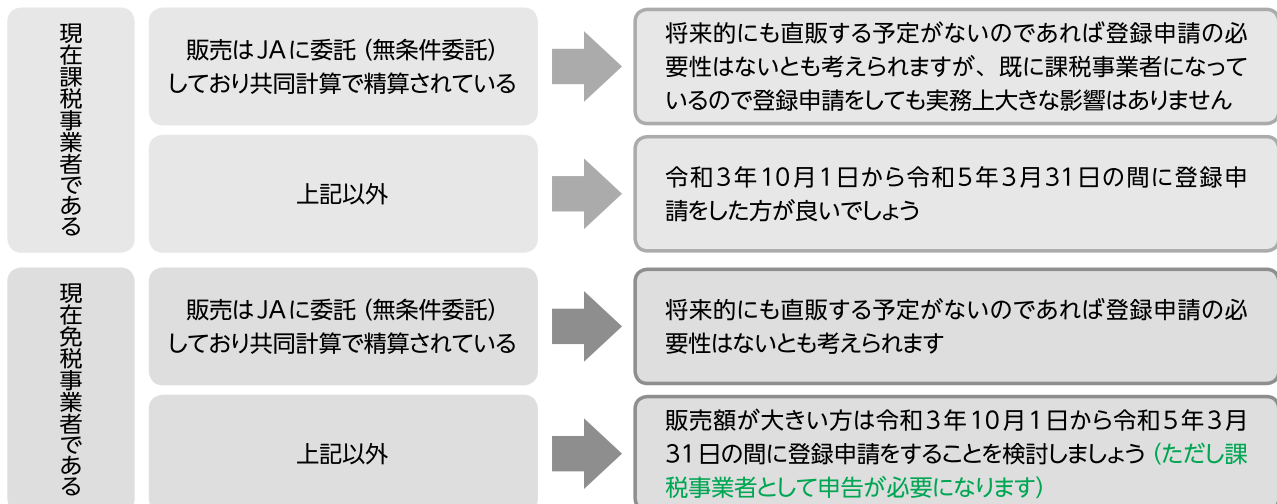 現在課税事業者である
販売はJAに委託（無条件委託）
しており共同計算で精算されている
将来的にも直販する予定がないのであれば登録申請の必
要性はないとも考えられますが、既に課税事業者になって
いるので登録申請をしても実務上大きな影響はありません
上記以外
令和3年10月1日から令和5年3月31日の間に登録申
請をした方が良いでしょう
現在免税事業者である
販売はJAに委託（無条件委託）
しており共同計算で精算されている
将来的にも直販する予定がないのであれば登録申請の必
要性はないとも考えられます
上記以外
販売額が大きい方は令和3年10月1日から令和5年3月
31日の間に登録申請をすることを検討しましょう（ただし課
税事業者として申告が必要になります）